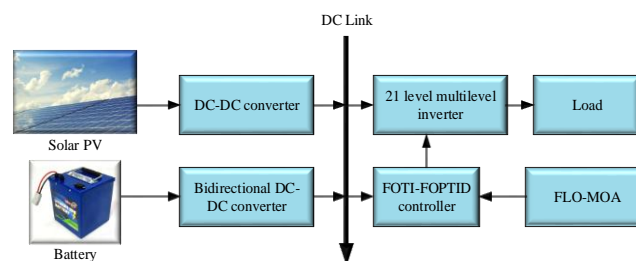 DC Link
DC-DC converter
21 level multilevel
inverter
Load
Solar PV
Bidirectional DC-
DC converter
FOTI-FOPTID
controller
FLO-MOA
Battery